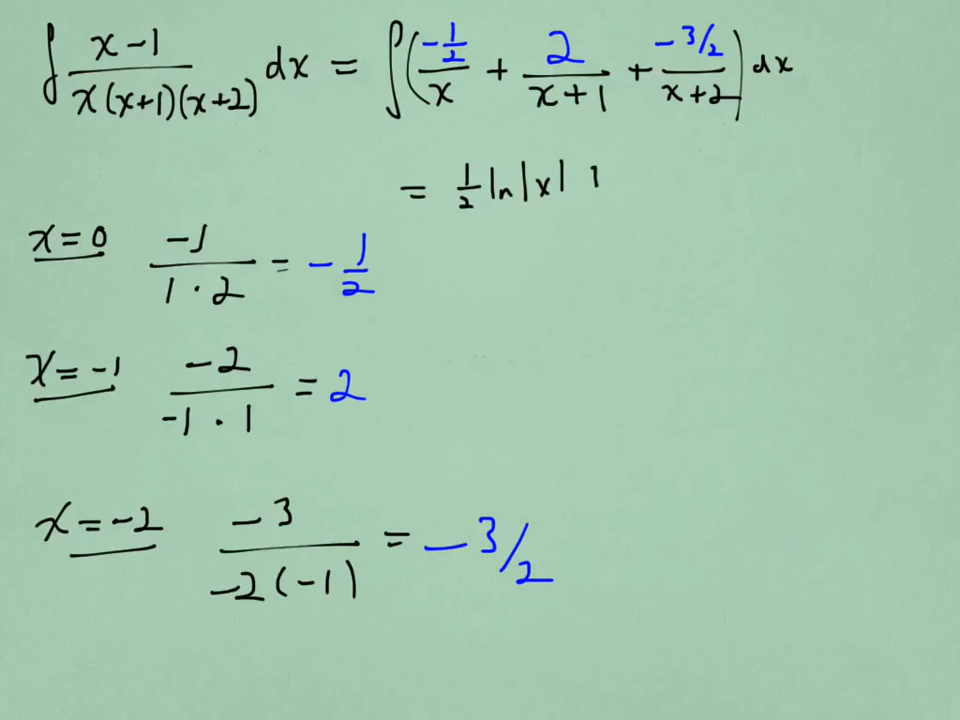 ∫ x-1 / x(x+1)(x+2) dx = ∫ ( -1/2 / x + 2 / x+1 + -3/2 / x+2 ) dx
= 1/2 ln|x|
x=0 -1 / 1·2 = -1/2
x=-1 -2 / -1·1 = 2
x=-2 -3 / -2(-1) = -3/2